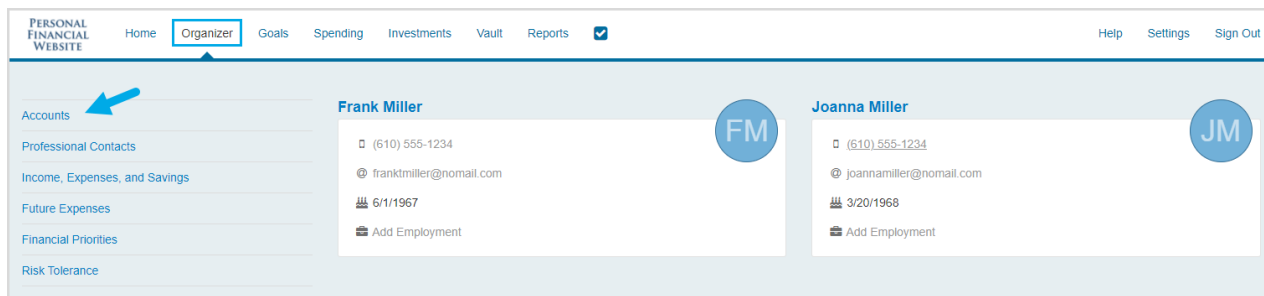 PERSONAL
FINANCIAL
WEBSITE
Home Organizer Goals Spending Investments Vault Reports Help Settings Sign Out
Accounts
Professional Contacts
Income, Expenses, and Savings
Future Expenses
Financial Priorities
Risk Tolerance
Frank Miller
FM
(610) 555-1234
@ franktmiller@nomail.com
6/1/1967
Add Employment
Joanna Miller
JM
(610) 555-1234
@ joannamiller@nomail.com
3/20/1968
Add Employment